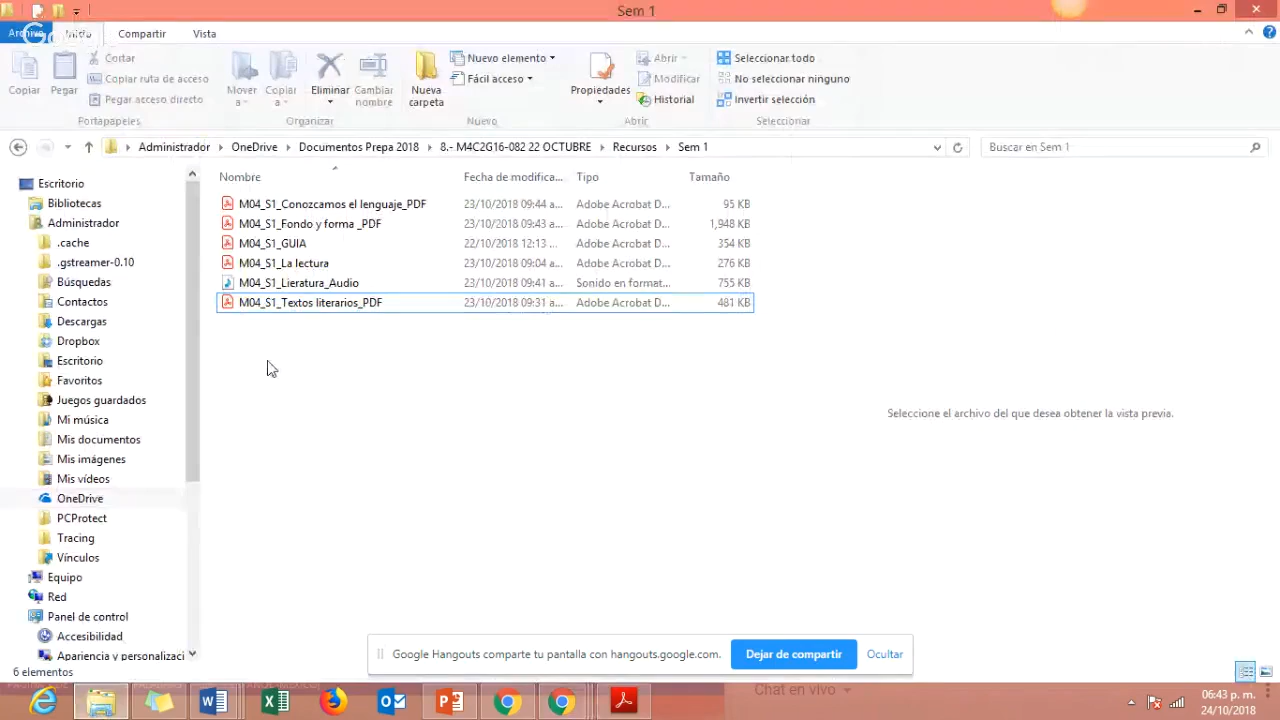 Sem 1
Archivo Inicio Compartir Vista
Copiar
Pegar
Cortar
Copiar ruta de acceso
Pegar acceso directo
Portapapeles
Mover a
Copiar a
Eliminar
Cambiar nombre
Organizar
Nueva carpeta
Nuevo elemento
Fácil acceso
Nuevo
Propiedades
Abrir
Modificar
Historial
Abrir
Seleccionar todo
No seleccionar ninguno
Invertir selección
Seleccionar
Administrador OneDrive Documentos Prepa 2018 8.- M4C2G16-082 22 OCTUBRE Recursos Sem 1
Buscar en Sem 1
Nombre Fecha de modifica... Tipo Tamaño
M04_S1_Conozcamos el lenguaje_PDF 23/10/2018 09:44 a... Adobe Acrobat D... 95 KB
M04_S1_Fondo y forma _PDF 23/10/2018 09:43 a... Adobe Acrobat D... 1,948 KB
M04_S1_GUIA 22/10/2018 12:13 ... Adobe Acrobat D... 354 KB
M04_S1_La lectura 23/10/2018 09:04 a... Adobe Acrobat D... 276 KB
M04_S1_Lieratura_Audio 23/10/2018 09:41 a... Sonido en format... 755 KB
M04_S1_Textos literarios_PDF 23/10/2018 09:31 a... Adobe Acrobat D... 481 KB
Escritorio
Bibliotecas
Administrador
.cache
.gstreamer-0.10
Búsquedas
Contactos
Descargas
Dropbox
Escritorio
Favoritos
Juegos guardados
Mi música
Mis documentos
Mis imágenes
Mis vídeos
OneDrive
PCProtect
Tracing
Vínculos
Equipo
Red
Panel de control
Accesibilidad
Apariencia y personalizaci
Seleccione el archivo del que desea obtener la vista previa.
Google Hangouts comparte tu pantalla con hangouts.google.com. Dejar de compartir Ocultar
6 elementos
Chat en vivo
06:43 p. m.
24/10/2018